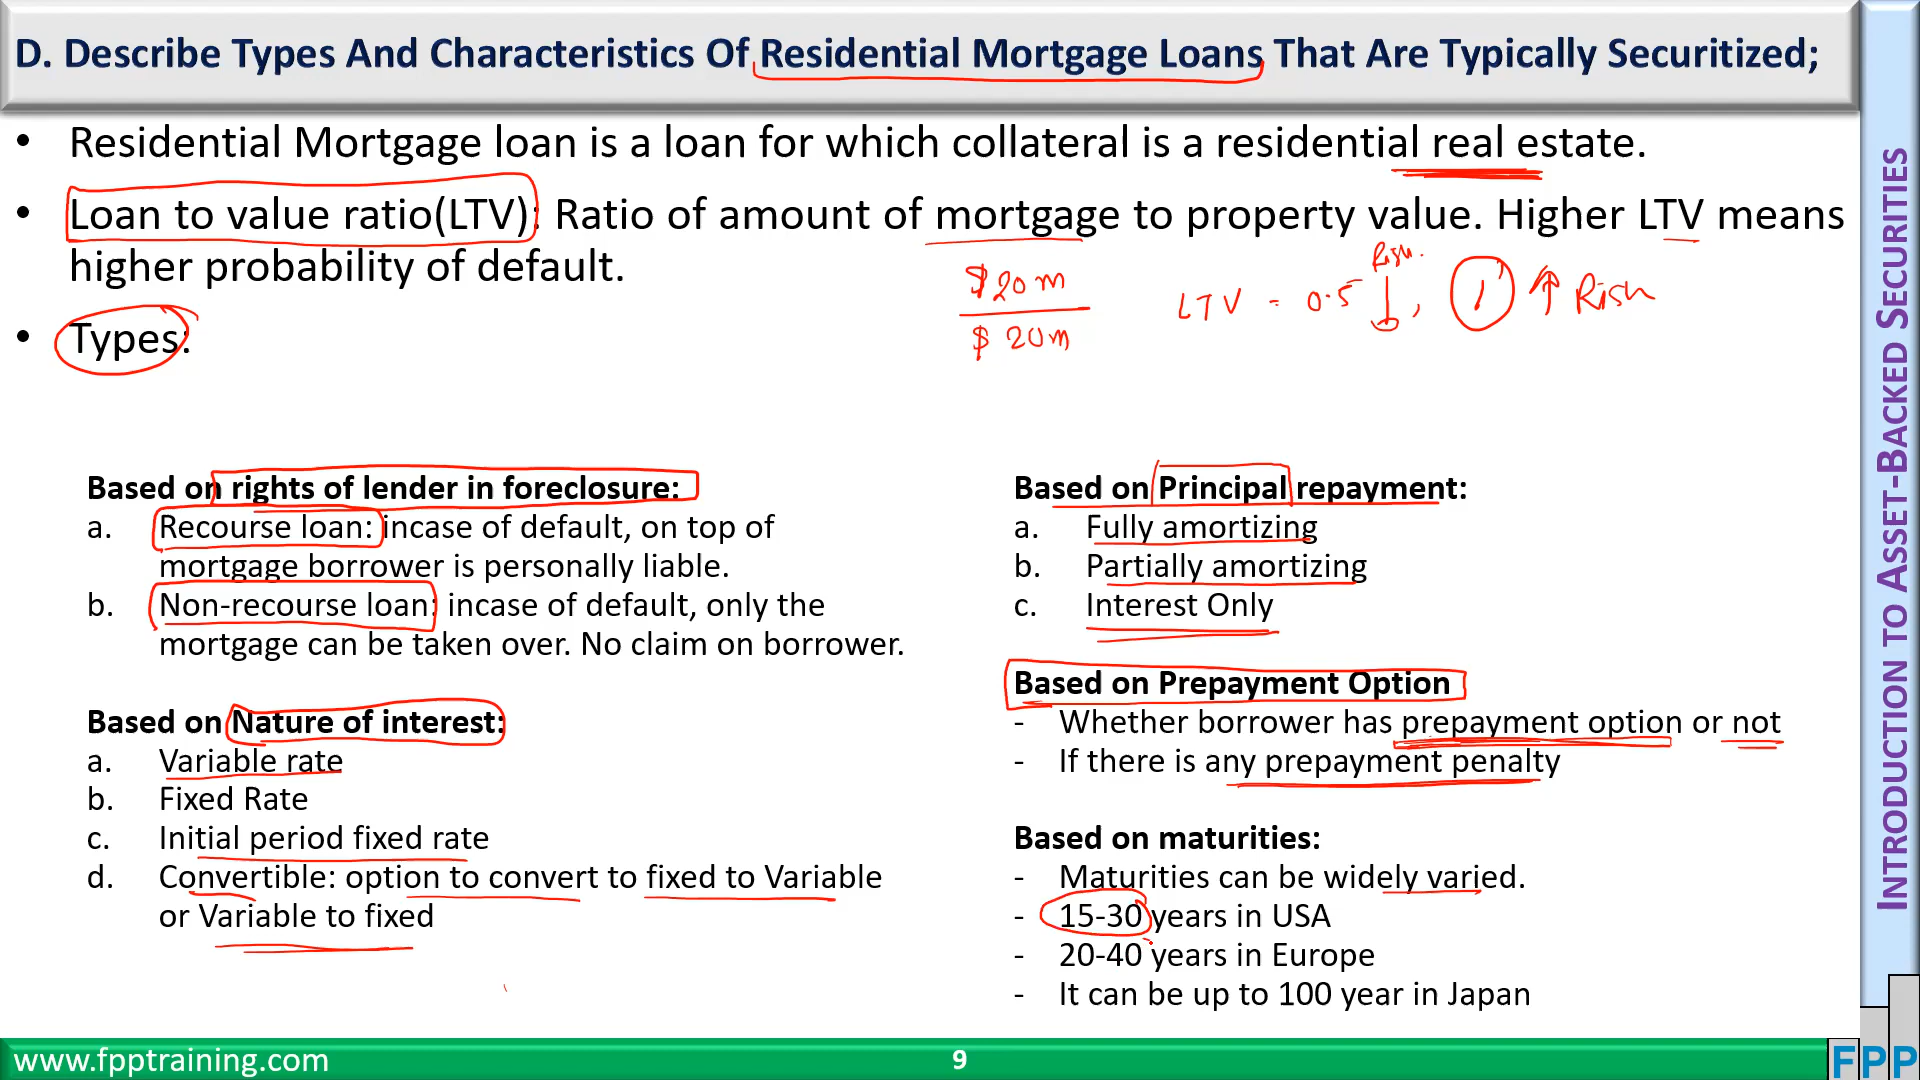 D. Describe Types And Characteristics Of Residential Mortgage Loans That Are Typically Securitized;
• Residential Mortgage loan is a loan for which collateral is a residential real estate.
• Loan to value ratio(LTV): Ratio of amount of mortgage to property value. Higher LTV means
higher probability of default.
$20m
$ 20m
LTV = 0.5 Risk. , 1 Risk
• Types:
Based on rights of lender in foreclosure:
a. Recourse loan: incase of default, on top of
mortgage borrower is personally liable.
b. Non-recourse loan: incase of default, only the
mortgage can be taken over. No claim on borrower.
Based on Nature of interest:
a. Variable rate
b. Fixed Rate
c. Initial period fixed rate
d. Convertible: option to convert to fixed to Variable
or Variable to fixed
Based on Principal repayment:
a. Fully amortizing
b. Partially amortizing
c. Interest Only
Based on Prepayment Option
- Whether borrower has prepayment option or not
- If there is any prepayment penalty
Based on maturities:
- Maturities can be widely varied.
- 15-30 years in USA
- 20-40 years in Europe
- It can be up to 100 year in Japan
INTRODUCTION TO ASSET-BACKED SECURITIES
www.fpptraining.com
9
FPP